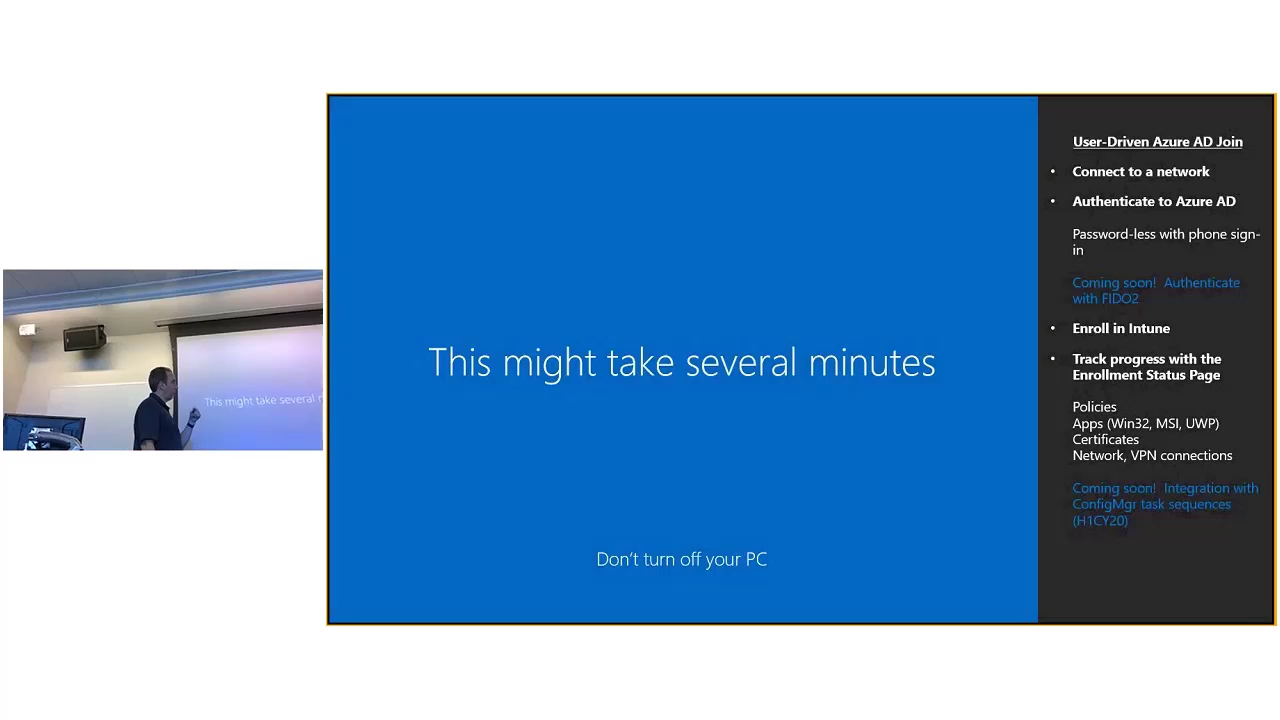 This might take several m
This might take several minutes
Don't turn off your PC
User-Driven Azure AD Join
• Connect to a network
• Authenticate to Azure AD
Password-less with phone sign-
in
Coming soon!  Authenticate
with FIDO2
• Enroll in Intune
• Track progress with the
Enrollment Status Page
Policies
Apps (Win32, MSI, UWP)
Certificates
Network, VPN connections
Coming soon!  Integration with
ConfigMgr task sequences
(H1CY20)